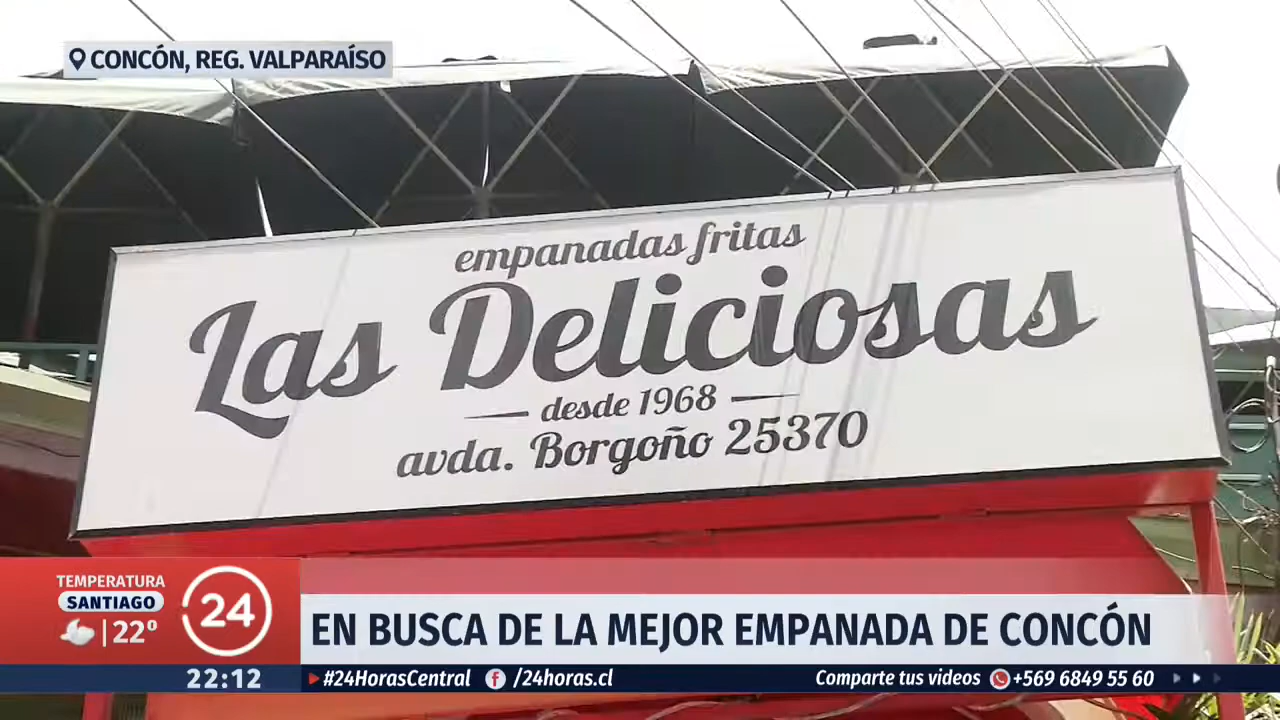 CONCÓN, REG. VALPARAÍSO
empanadas fritas
Las Deliciosas
desde 1968
avda. Borgoño 25370
TEMPERATURA
SANTIAGO
22º
24
EN BUSCA DE LA MEJOR EMPANADA DE CONCÓN
22:12
#24HorasCentral
/24horas.cl
Comparte tus videos
+569 6849 55 60